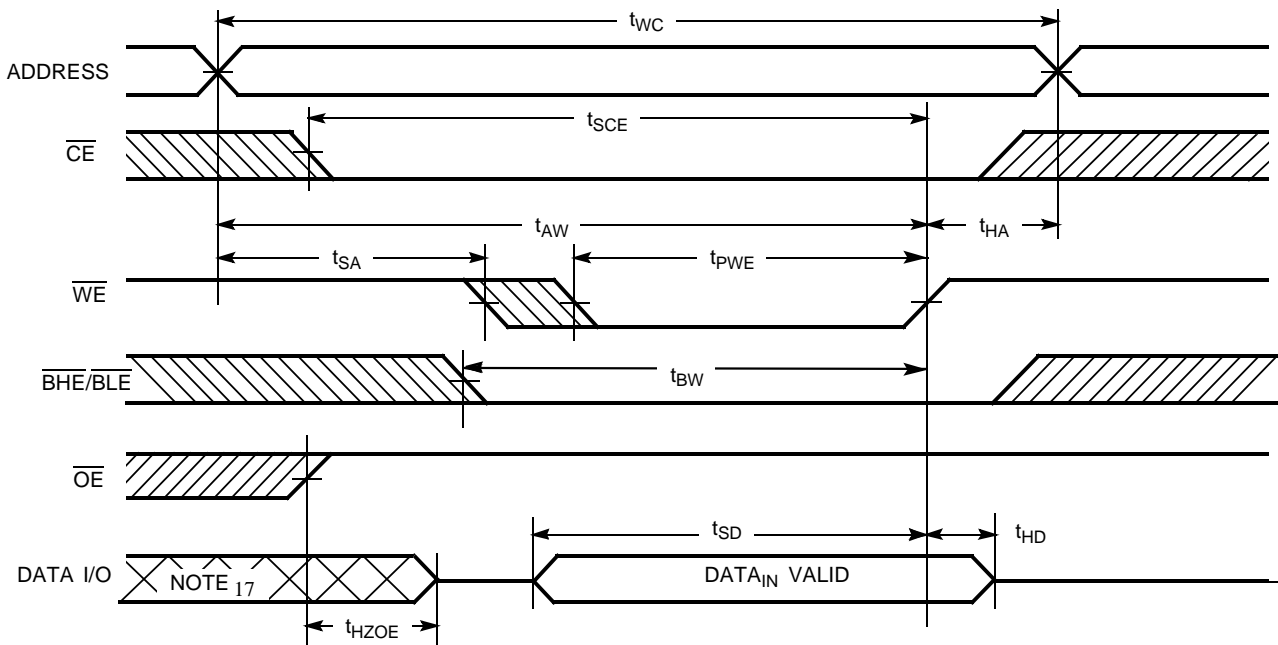 tWC
ADDRESS
tSCE
CE
tAW
tHA
tSA
tPWE
WE
BHE/BLE
tBW
OE
tSD
tHD
DATA I/O
NOTE 17
DATAIN VALID
tHZOE